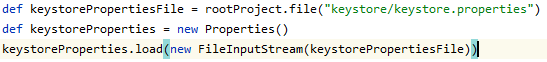 def keystorePropertiesFile = rootProject.file("keystore/keystore.properties")
def keystoreProperties = new Properties()
keystoreProperties.load(new FileInputStream(keystorePropertiesFile))